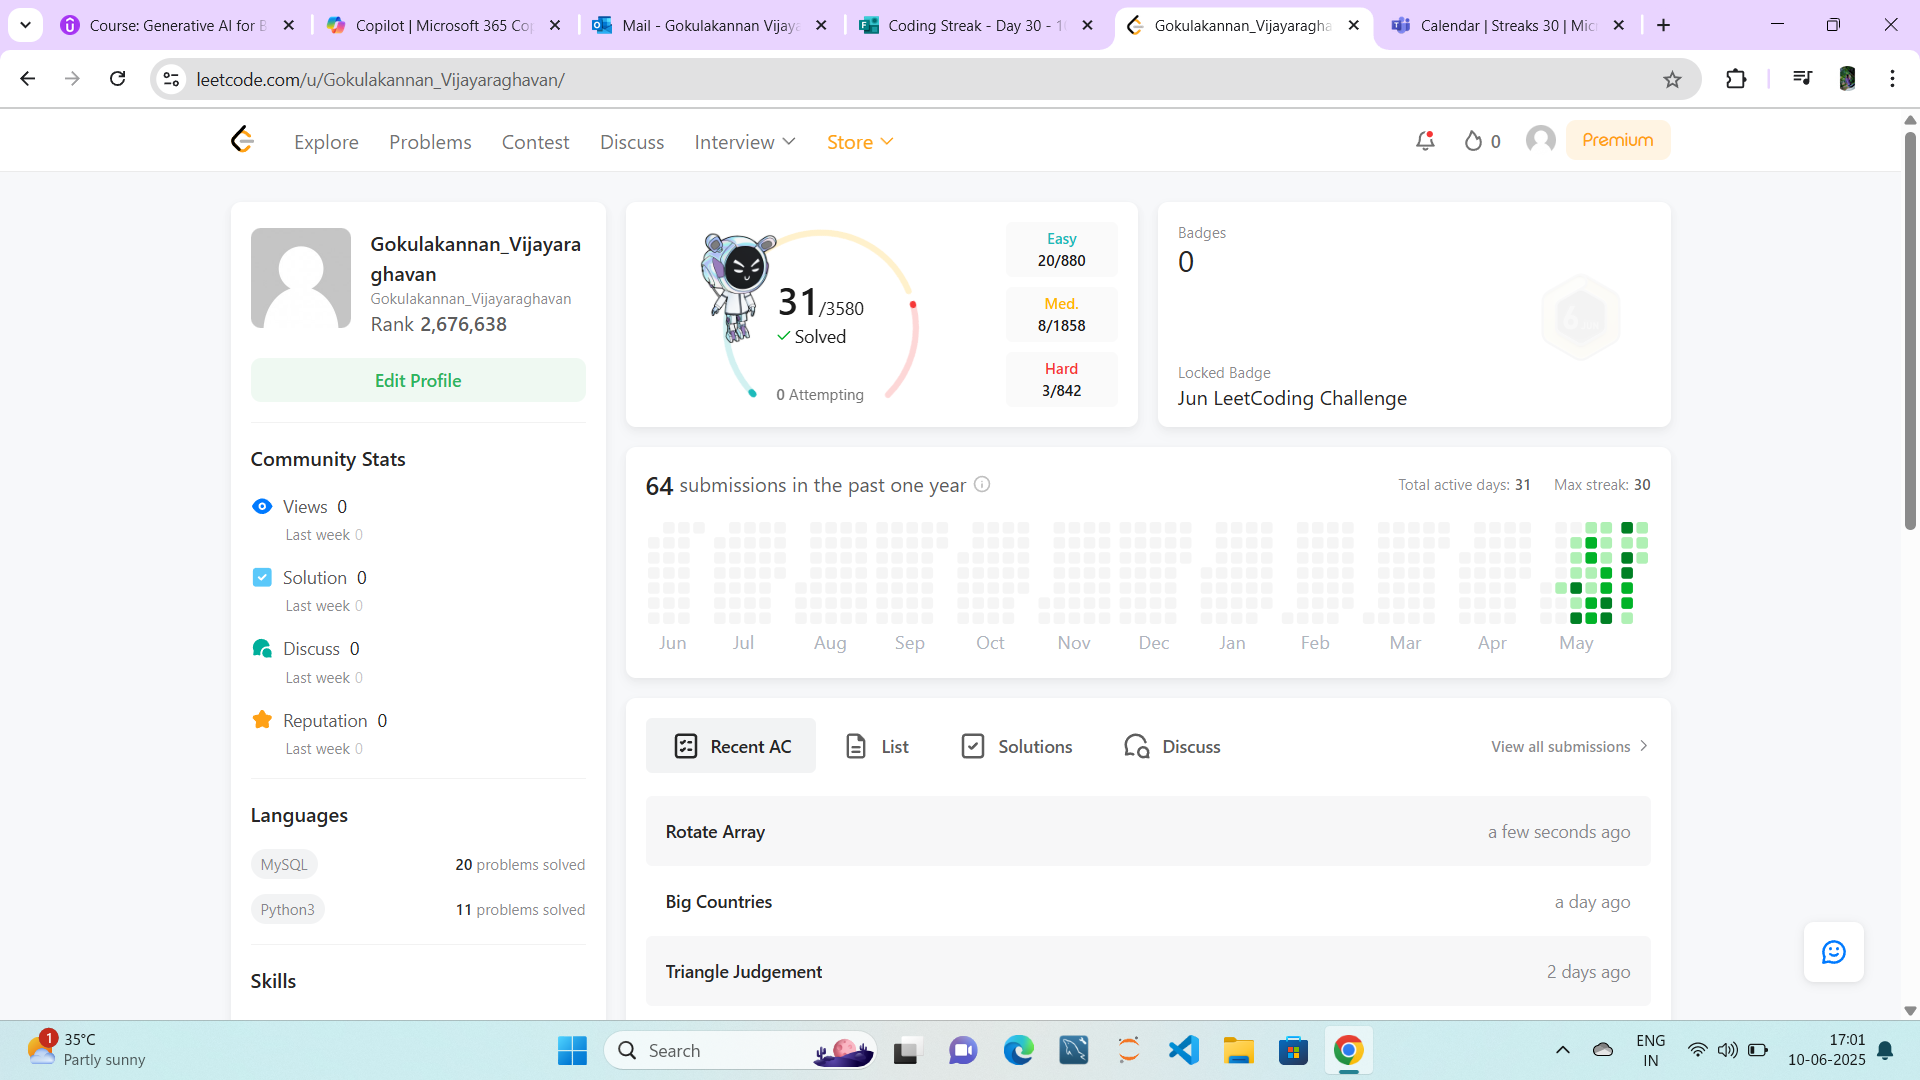 Course: Generative AI for B
Copilot | Microsoft 365 Co
Mail - Gokulakannan Vijaya
Coding Streak - Day 30 - 1
Gokulakannan_Vijayaragha
Calendar | Streaks 30 | Mic
leetcode.com/u/Gokulakannan_Vijayaraghavan/
Explore
Problems
Contest
Discuss
Interview
Store
0
Premium
Gokulakannan_Vijayara
ghavan
Gokulakannan_Vijayaraghavan
Rank 2,676,638
Edit Profile
Community Stats
Views 0
Last week 0
Solution 0
Last week 0
Discuss 0
Last week 0
Reputation 0
Last week 0
Languages
MySQL 20 problems solved
Python3 11 problems solved
Skills
31/3580
Solved
0 Attempting
Easy
20/880
Med.
8/1858
Hard
3/842
Badges
0
Locked Badge
Jun LeetCoding Challenge
64 submissions in the past one year
Total active days: 31 Max streak: 30
Jun Jul Aug Sep Oct Nov Dec Jan Feb Mar Apr May
Recent AC
List
Solutions
Discuss
View all submissions
Rotate Array a few seconds ago
Big Countries a day ago
Triangle Judgement 2 days ago
1
35°C
Partly sunny
Search
ENG
IN
17:01
10-06-2025